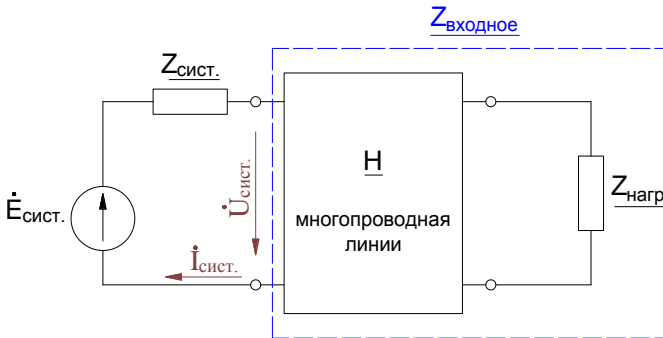 Zвходное
Zсист.
H
многопроводная
линии
Zнагр
Ėсист.
U̇сист.
İсист.